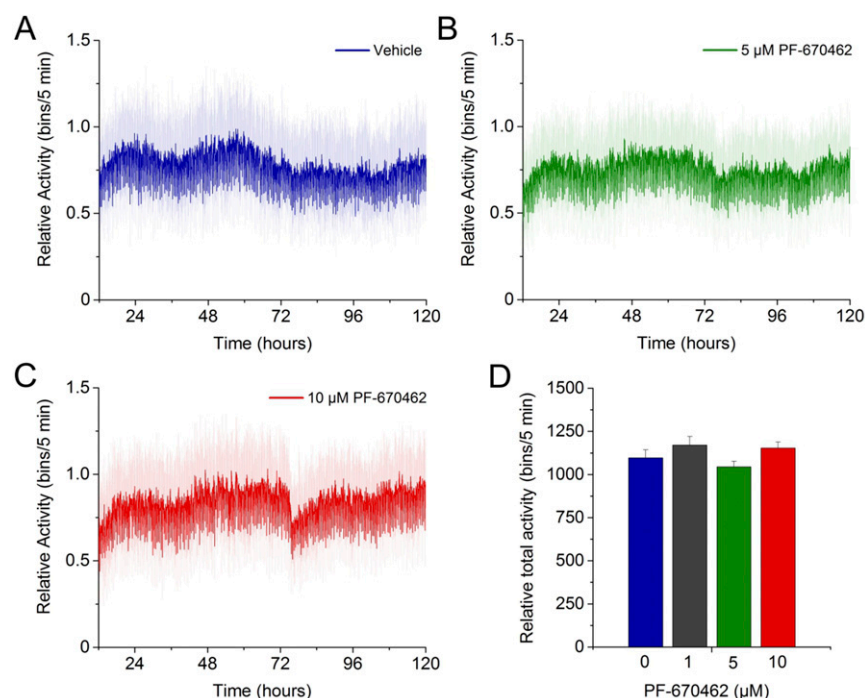 A
Relative Activity (bins/5 min)
1.5
1.0
0.5
0
Vehicle
24 48 72 96 120
Time (hours)
B
Relative Activity (bins/5 min)
1.5
1.0
0.5
0
5 µM PF-670462
24 48 72 96 120
Time (hours)
C
Relative Activity (bins/5 min)
1.5
1.0
0.5
0
10 µM PF-670462
24 48 72 96 120
Time (hours)
D
Relative total activity (bins/5 min)
1500
1250
1000
750
500
250
0
0 1 5 10
PF-670462 (µM)